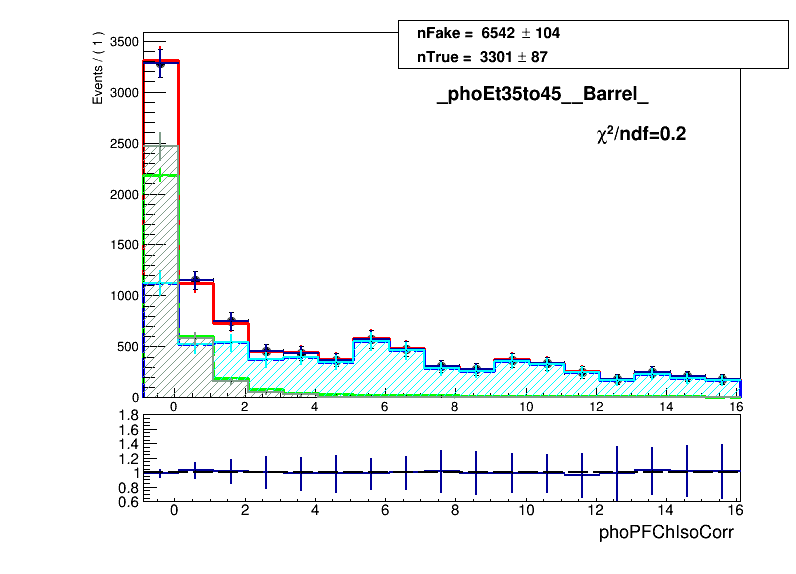 nFake = 6542 ± 104
nTrue = 3301 ± 87
_phoEt35to45__Barrel_
χ²/ndf=0.2
Events / ( 1 )
3500
3000
2500
2000
1500
1000
500
0
0 2 4 6 8 10 12 14 16
1.8
1.6
1.4
1.2
1
0.8
0.6
0 2 4 6 8 10 12 14 16
phoPFChIsoCorr